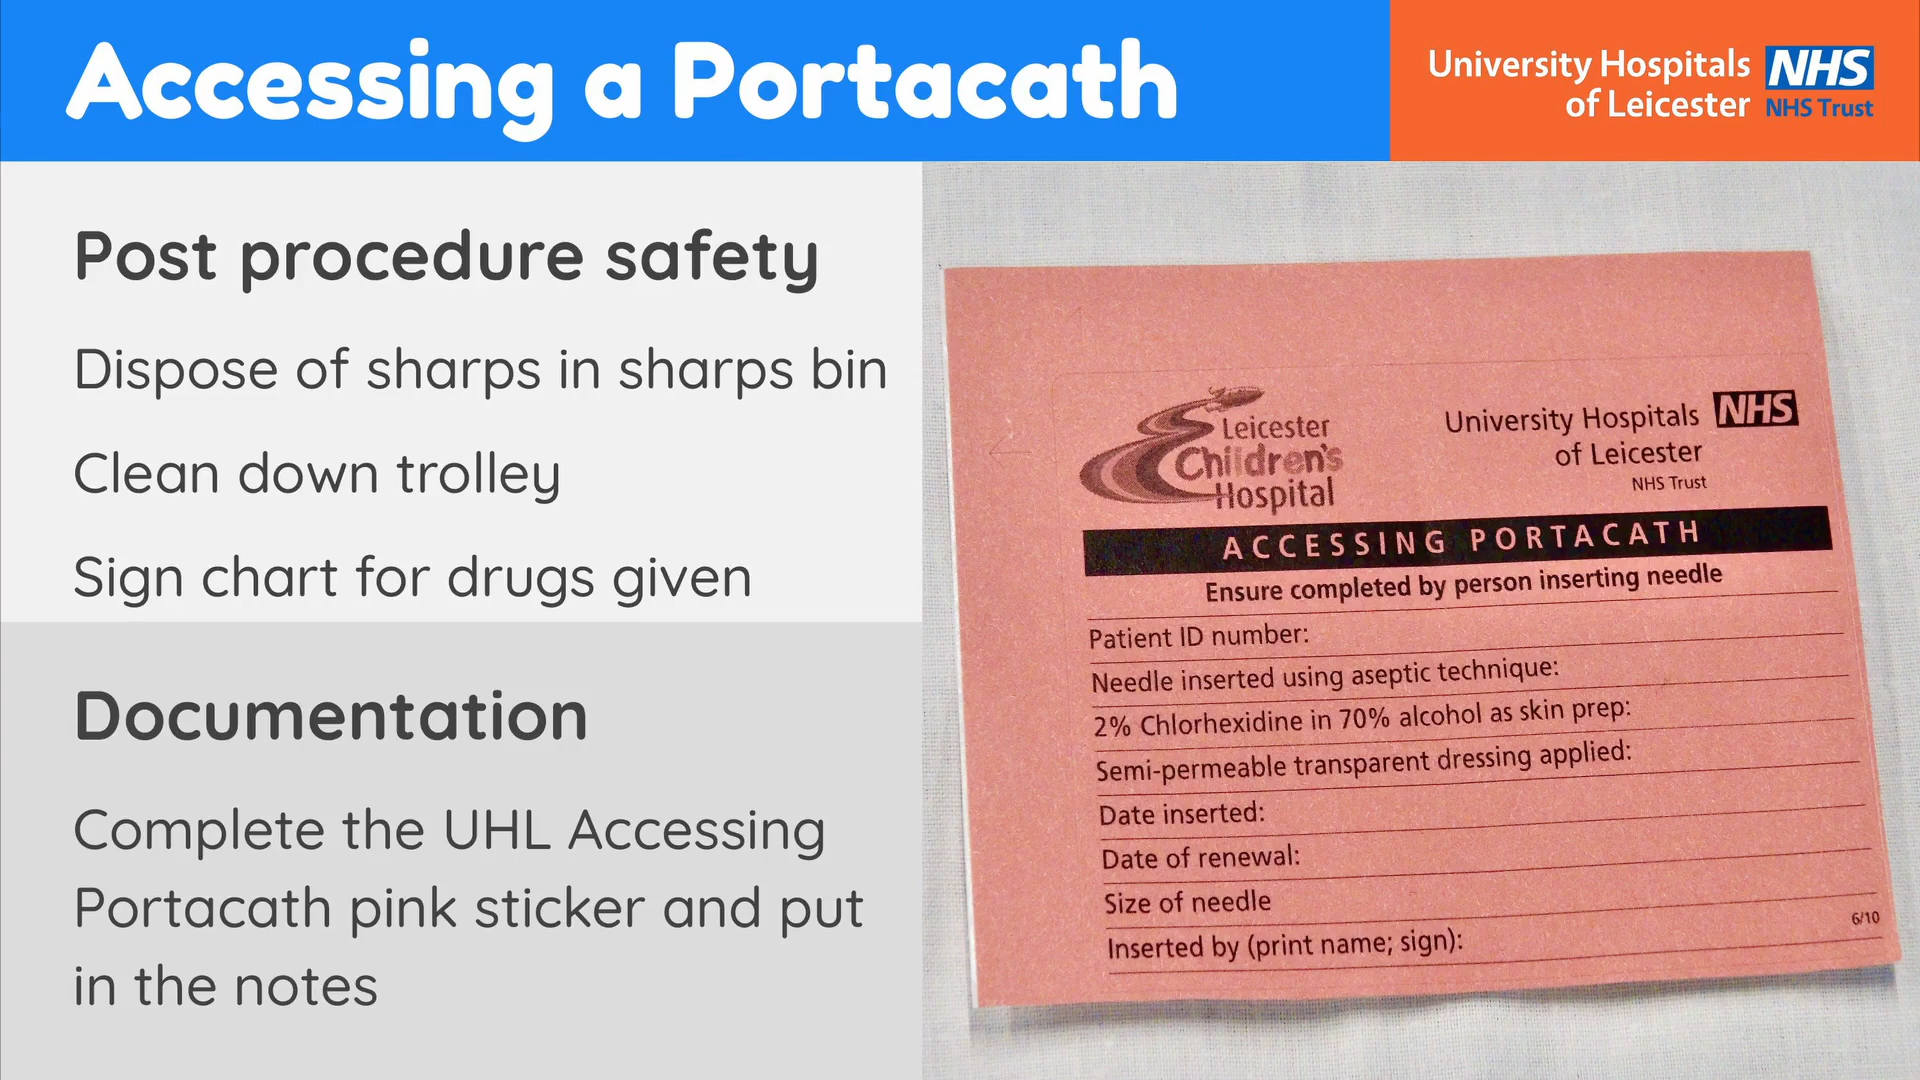 Accessing a Portacath
University Hospitals NHS
of Leicester NHS Trust
Post procedure safety
Dispose of sharps in sharps bin
Clean down trolley
Sign chart for drugs given
Documentation
Complete the UHL Accessing
Portacath pink sticker and put
in the notes
Leicester
Children's
Hospital
University Hospitals NHS
of Leicester
NHS Trust
ACCESSING PORTACATH
Ensure completed by person inserting needle
Patient ID number:
Needle inserted using aseptic technique:
2% Chlorhexidine in 70% alcohol as skin prep:
Semi-permeable transparent dressing applied:
Date inserted:
Date of renewal:
Size of needle
6/10
Inserted by (print name; sign):